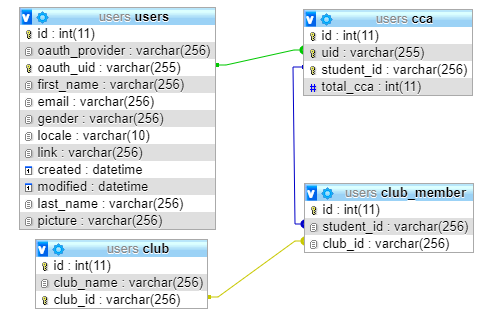 users users
id : int(11)
oauth_provider : varchar(256)
oauth_uid : varchar(255)
first_name : varchar(256)
email : varchar(256)
gender : varchar(256)
locale : varchar(10)
link : varchar(256)
created : datetime
modified : datetime
last_name : varchar(256)
picture : varchar(256)
users cca
id : int(11)
uid : varchar(255)
student_id : varchar(256)
# total_cca : int(11)
users club_member
id : int(11)
student_id : varchar(256)
club_id : varchar(256)
users club
id : int(11)
club_name : varchar(256)
club_id : varchar(256)